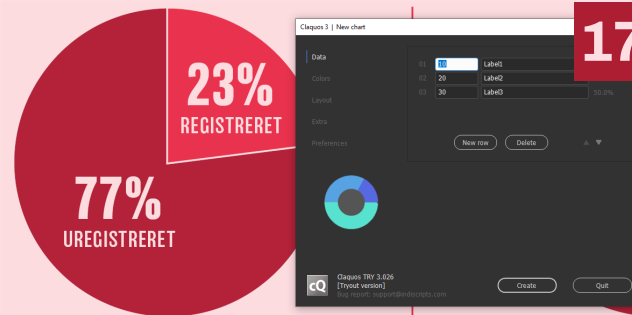 23%
REGISTRERET
77%
UREGISTRERET
17
Claquos 3 | New chart
Data
Colors
Layout
Extra
Preferences
01 10 Label1
02 20 Label2
03 30 Label3 50.0%
New row Delete
cQ
Claquos TRY 3.026
[Tryout version]
Bug report: support@indiscripts.com
Create Quit